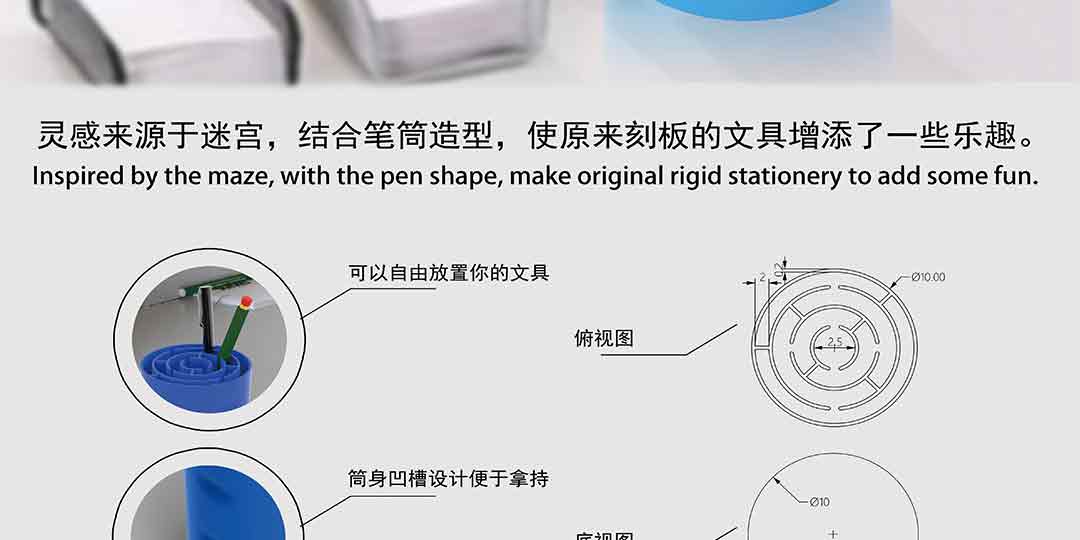 灵感来源于迷宫，结合笔筒造型，使原来刻板的文具增添了一些乐趣。
Inspired by the maze, with the pen shape, make original rigid stationery to add some fun.
可以自由放置你的文具
2
0.2
Ø10.00
俯视图
2.5
筒身凹槽设计便于拿持
Ø10
底视图